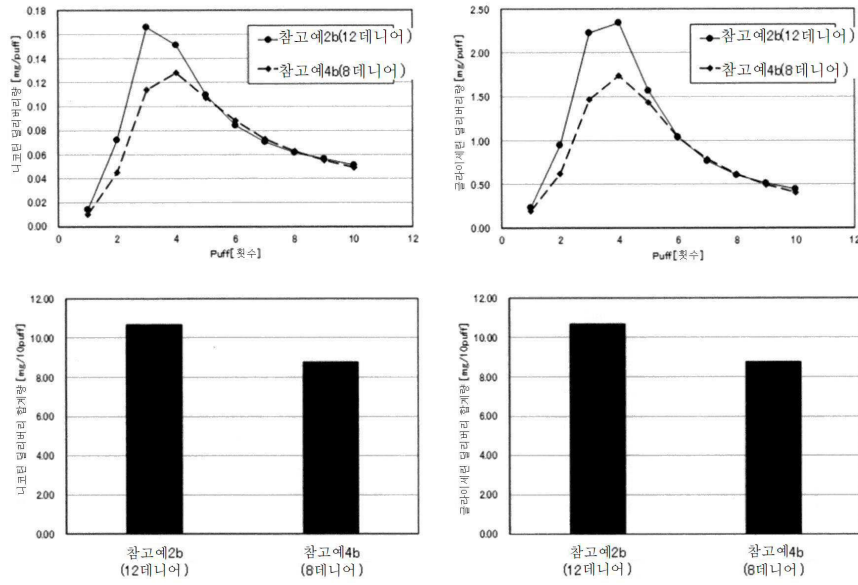 니코틴 딜리버리량 [mg/puff]
0.18
0.16
0.14
0.12
0.10
0.08
0.06
0.04
0.02
0.00
0 2 4 6 8 10 12
Puff[횟수]
참고예2b(12데니어)
참고예4b(8데니어)
글라이세린 딜리버리량 [mg/puff]
2.50
2.00
1.50
1.00
0.50
0.00
0 2 4 6 8 10 12
Puff[횟수]
참고예2b(12데니어)
참고예4b(8데니어)
니코틴 딜리버리 합계량 [mg/10puff]
12.00
10.00
8.00
6.00
4.00
2.00
0.00
참고예2b 참고예4b
(12데니어) (8데니어)
글라이세린 딜리버리 합계량 [mg/10puff]
12.00
10.00
8.00
6.00
4.00
2.00
0.00
참고예2b 참고예4b
(12데니어) (8데니어)